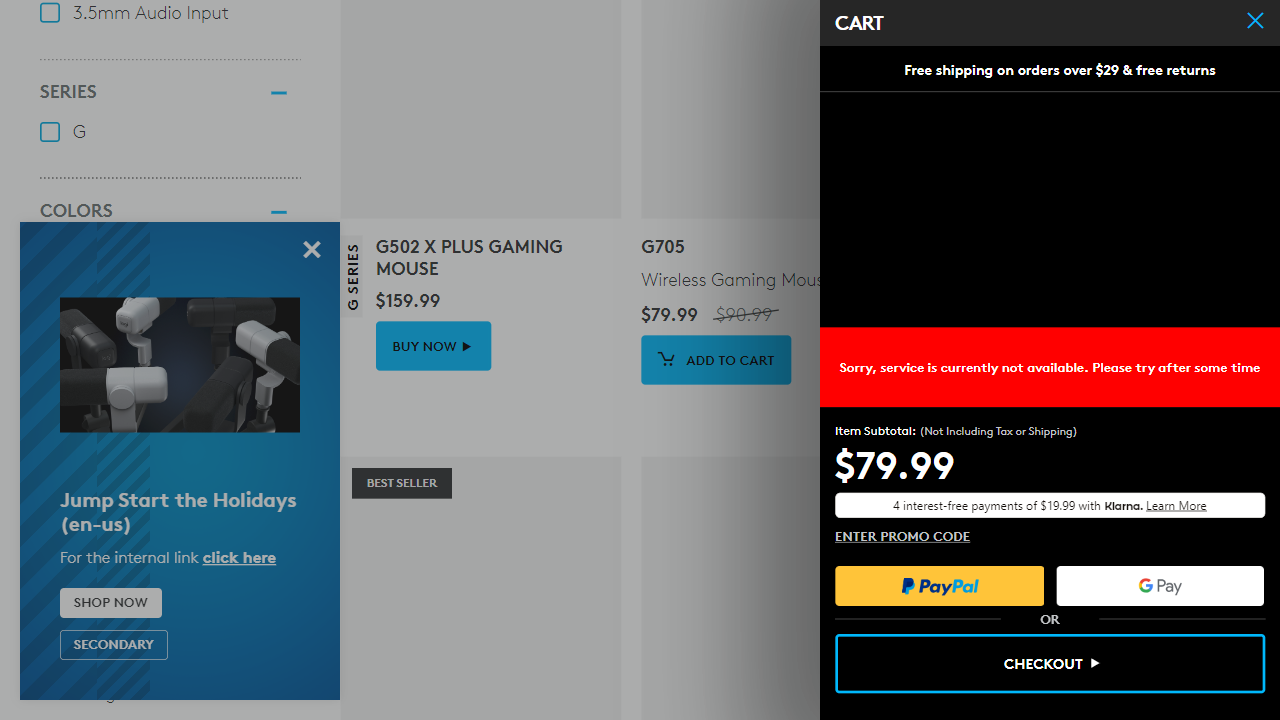 3.5mm Audio Input
SERIES
G
COLORS
Jump Start the Holidays
(en-us)
For the internal link click here
SHOP NOW
SECONDARY
G SERIES
G502 X PLUS GAMING
MOUSE
$159.99
BUY NOW
G705
Wireless Gaming Mous
$79.99 $90.99
ADD TO CART
BEST SELLER
CART
Free shipping on orders over $29 & free returns
Sorry, service is currently not available. Please try after some time
Item Subtotal: (Not Including Tax or Shipping)
$79.99
4 interest-free payments of $19.99 with Klarna. Learn More
ENTER PROMO CODE
PayPal
G Pay
OR
CHECKOUT